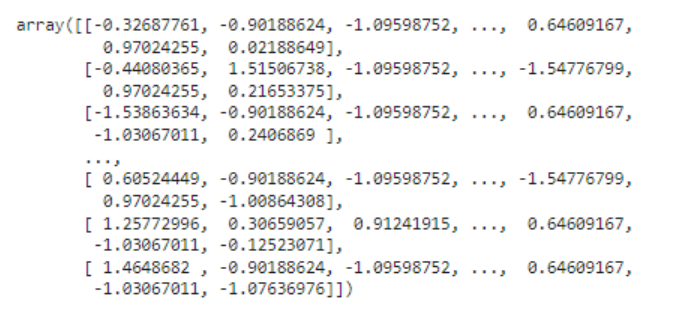 array([[-0.32687761, -0.90188624, -1.09598752, ..., 0.64609167,
0.97024255, 0.02188649],
[-0.44080365, 1.51506738, -1.09598752, ..., -1.54776799,
0.97024255, 0.21653375],
[-1.53863634, -0.90188624, -1.09598752, ..., 0.64609167,
-1.03067011, 0.2406869 ],
...,
[ 0.60524449, -0.90188624, -1.09598752, ..., -1.54776799,
0.97024255, -1.00864308],
[ 1.25772996, 0.30659057, 0.91241915, ..., 0.64609167,
-1.03067011, -0.12523071],
[ 1.4648682 , -0.90188624, -1.09598752, ..., 0.64609167,
-1.03067011, -1.07636976]])